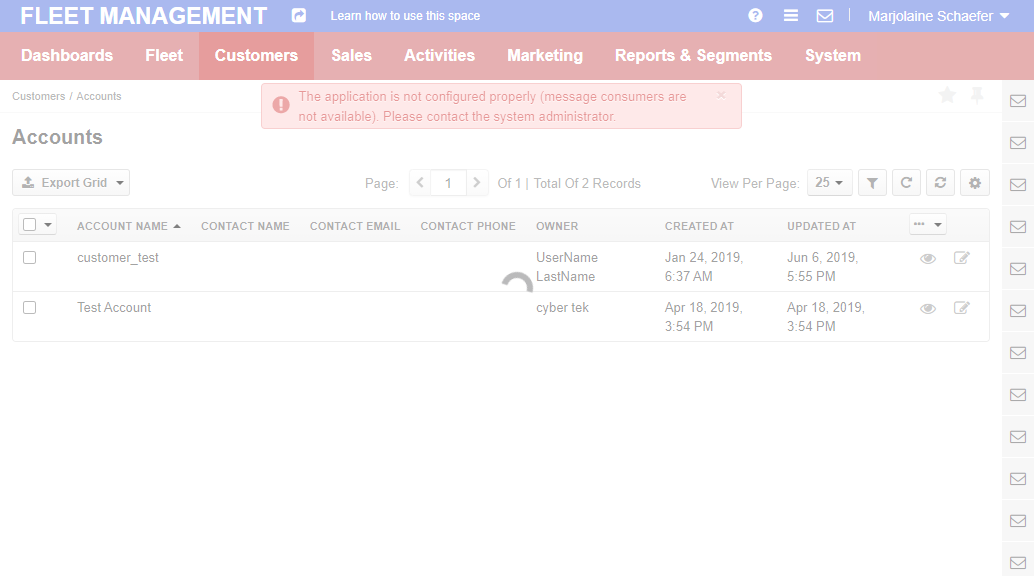 FLEET MANAGEMENT Learn how to use this space Marjolaine Schaefer
Dashboards Fleet Customers Sales Activities Marketing Reports & Segments System
Customers / Accounts
The application is not configured properly (message consumers are
not available). Please contact the system administrator.
Accounts
Export Grid Page: 1 Of 1 | Total Of 2 Records View Per Page: 25
ACCOUNT NAME CONTACT NAME CONTACT EMAIL CONTACT PHONE OWNER CREATED AT UPDATED AT
customer_test UserName Jan 24, 2019, Jun 6, 2019,
LastName 6:37 AM 5:55 PM
Test Account cyber tek Apr 18, 2019, Apr 18, 2019,
3:54 PM 3:54 PM